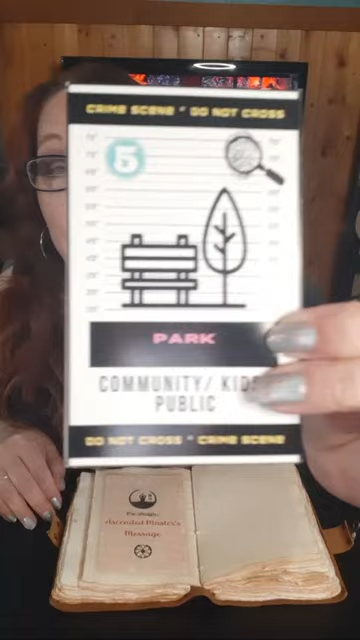 CRIME SCENE * DO NOT CROSS
5
PARK
COMMUNITY/ KIDS
PUBLIC
DO NOT CROSS * CRIME SCENE
Ascended Master's
Message